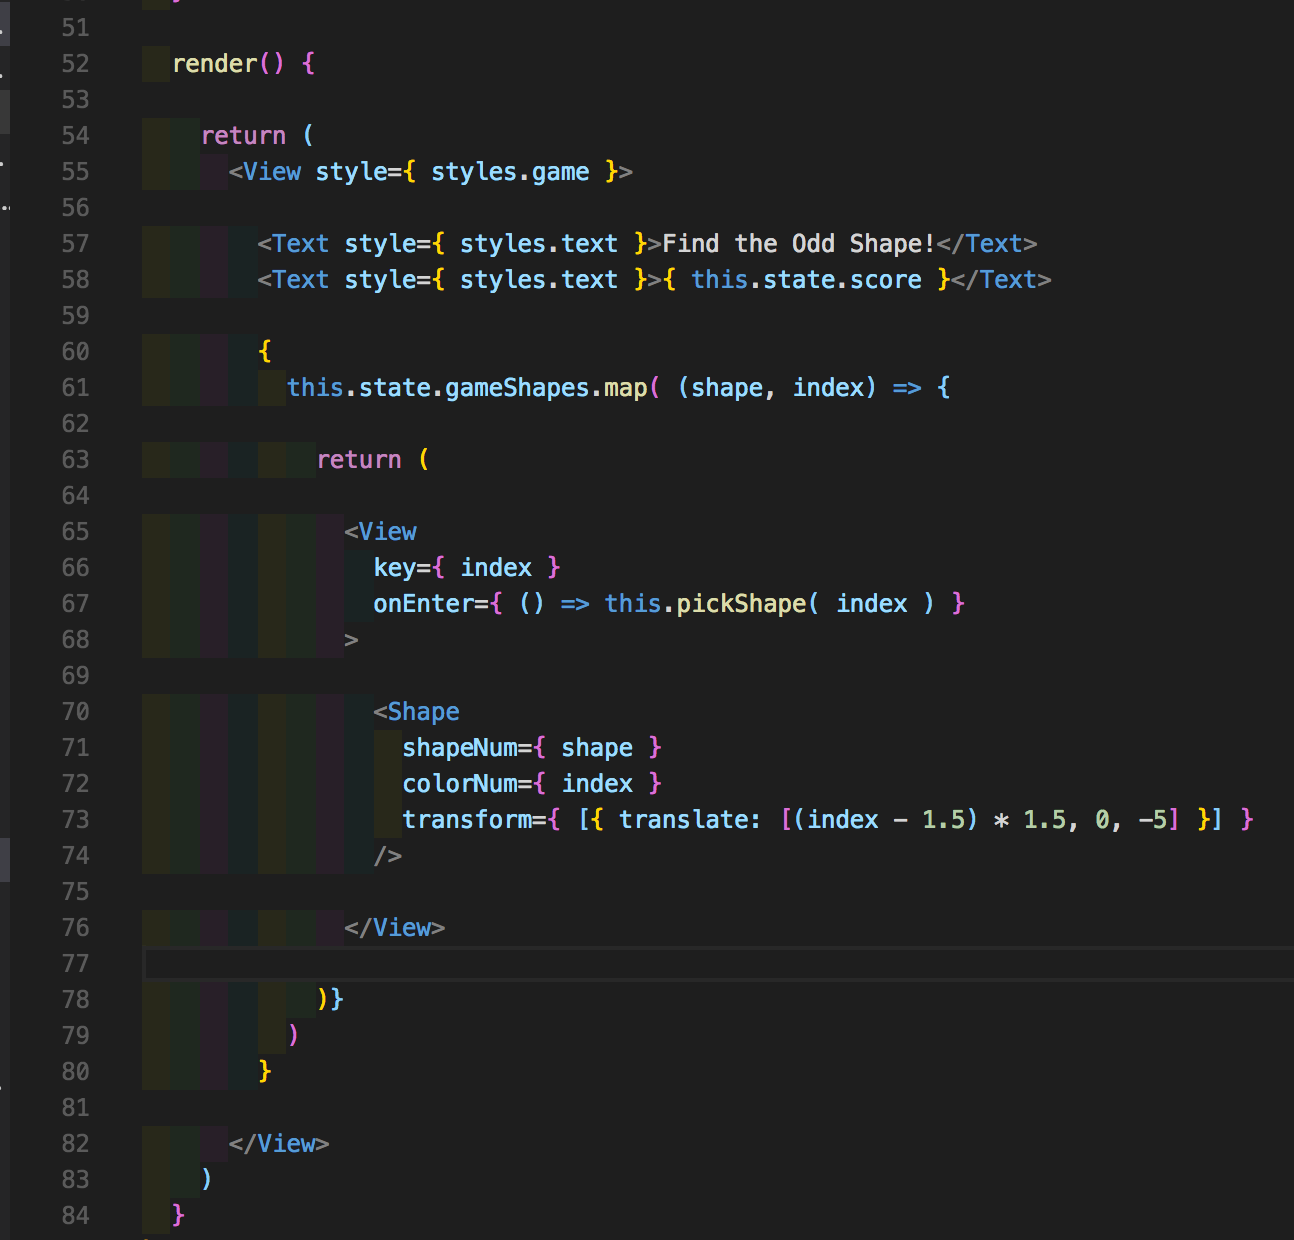 51
52 render() {
53
54 return (
55 <View style={ styles.game }>
56
57 <Text style={ styles.text }>Find the Odd Shape!</Text>
58 <Text style={ styles.text }>{ this.state.score }</Text>
59
60 {
61 this.state.gameShapes.map( (shape, index) => {
62
63 return (
64
65 <View
66 key={ index }
67 onEnter={ () => this.pickShape( index ) }
68 >
69
70 <Shape
71 shapeNum={ shape }
72 colorNum={ index }
73 transform={ [{ translate: [(index - 1.5) * 1.5, 0, -5] }] }
74 />
75
76 </View>
77
78 )}
79 )
80 }
81
82 </View>
83 )
84 }